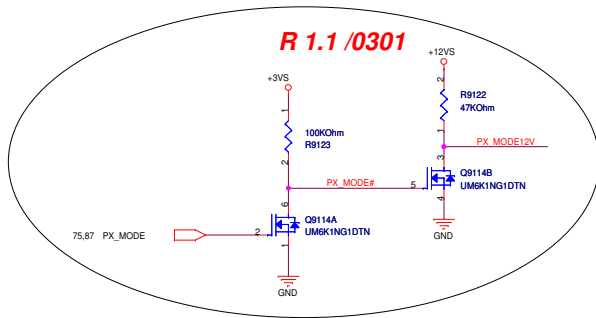 R 1.1 /0301
+12VS
+3VS
2
R9122
47KOhm
1
1
100KOhm
R9123
2
PX_MODE12V
3
Q9114B
UM6K1NG1DTN
PX_MODE#
5
4
6
Q9114A
UM6K1NG1DTN
75,87 PX_MODE
2
1
GND
GND